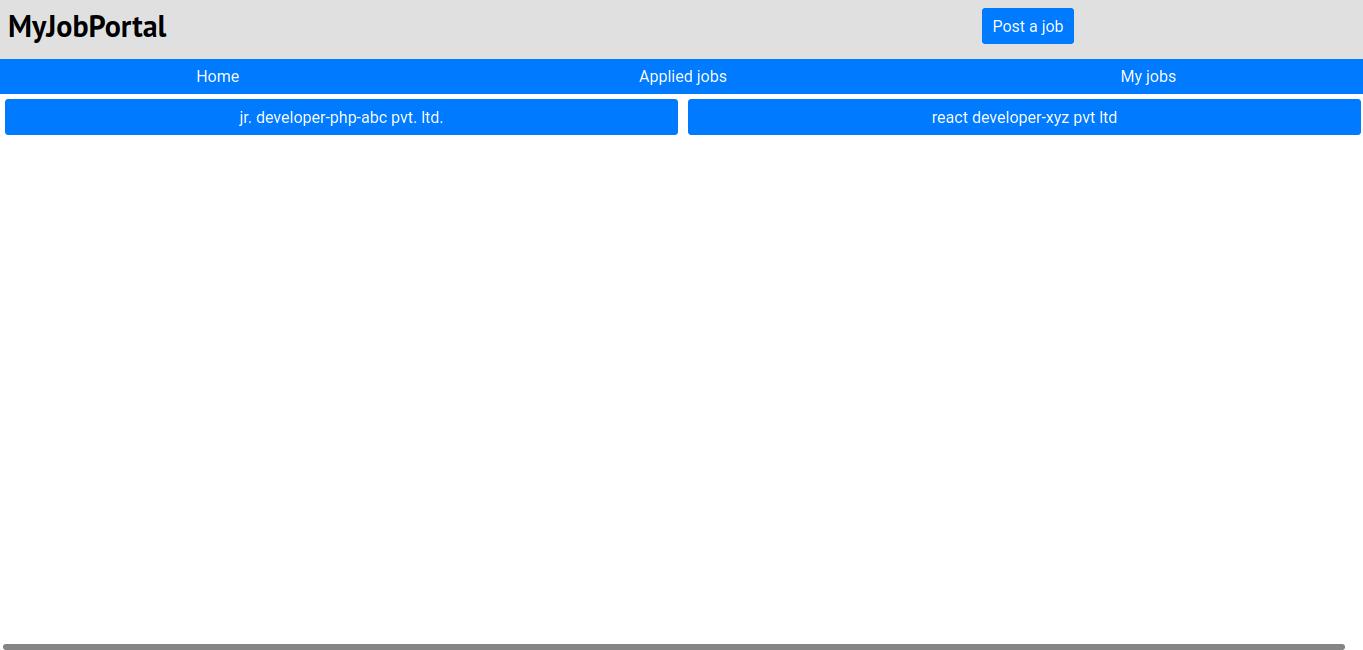 MyJobPortal
Post a job
Home
Applied jobs
My jobs
jr. developer-php-abc pvt. ltd.
react developer-xyz pvt ltd